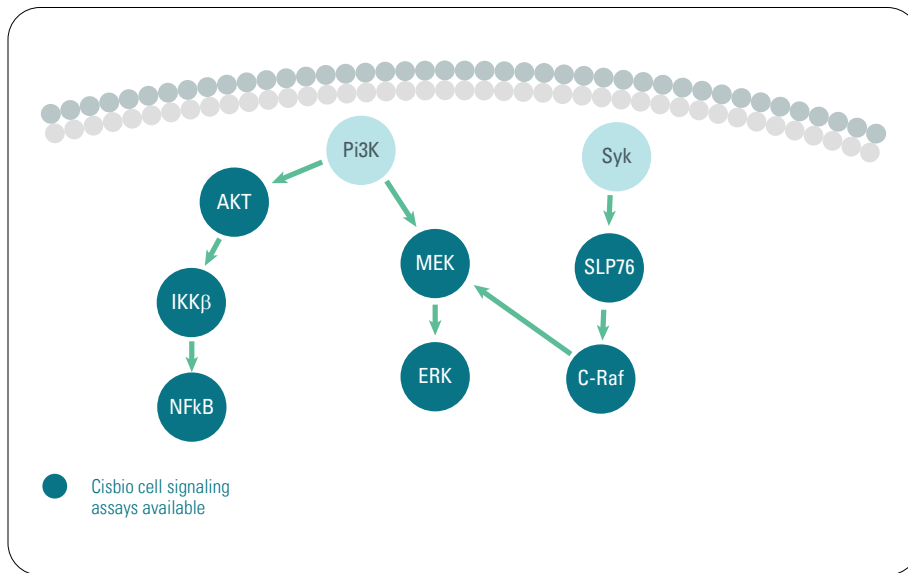 Pi3K
Syk
AKT
MEK
SLP76
IKKβ
ERK
C-Raf
NFkB
Cisbio cell signaling
assays available